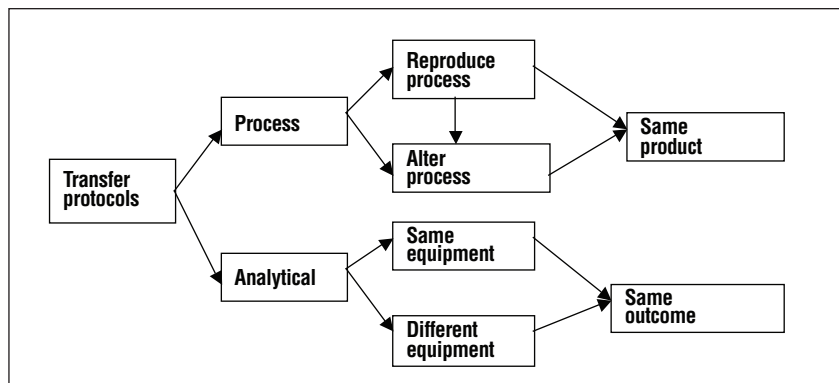 Transfer
protocols
Process
Analytical
Reproduce
process
Alter
process
Same
equipment
Different
equipment
Same
product
Same
outcome